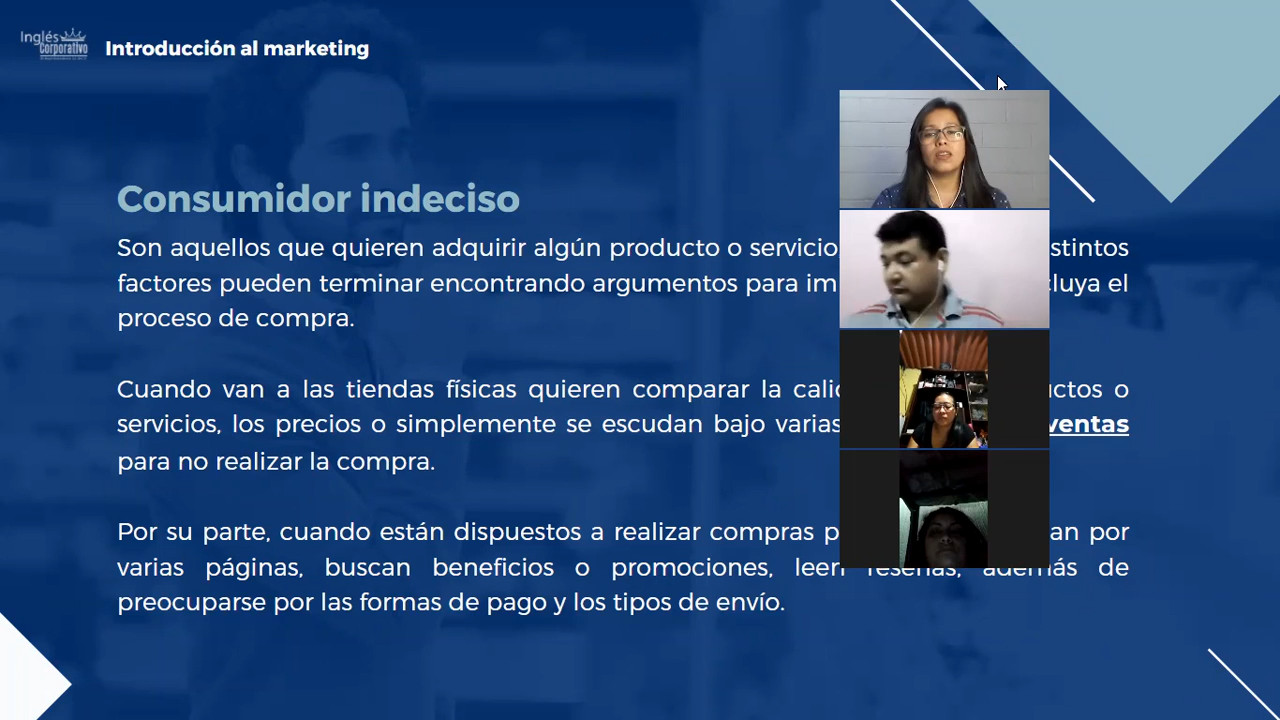 Inglés
Corporativo
Introducción al marketing
Consumidor indeciso
Son aquellos que quieren adquirir algún producto o servicio stintos
factores pueden terminar encontrando argumentos para im cluya el
proceso de compra.
Cuando van a las tiendas físicas quieren comparar la calid uctos o
servicios, los precios o simplemente se escudan bajo varias ventas
para no realizar la compra.
Por su parte, cuando están dispuestos a realizar compras p an por
varias páginas, buscan beneficios o promociones, leen reseñas, además de
preocuparse por las formas de pago y los tipos de envío.